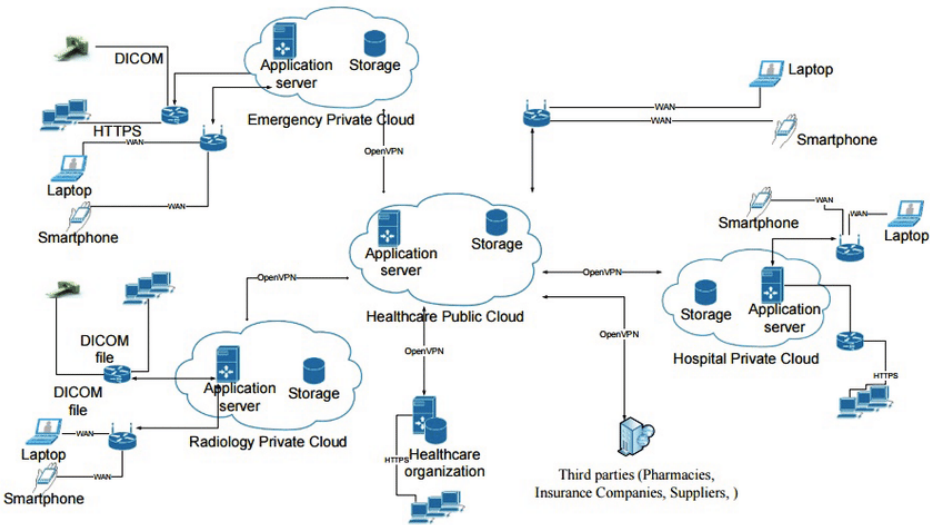 DICOM
Application
server
Storage
Emergency Private Cloud
HTTPS
WAN
Laptop
WAN
Smartphone
OpenVPN
WAN
Laptop
WAN
Smartphone
Application
server
Storage
Healthcare Public Cloud
Smartphone
WAN
WAN
Laptop
OpenVPN
Storage
Application
server
Hospital Private Cloud
HTTPS
OpenVPN
DICOM
file
DICOM
file
Application
server
Storage
Radiology Private Cloud
WAN
Laptop
WAN
Smartphone
OpenVPN
HTTPS
Healthcare
organization
OpenVPN
Third parties (Pharmacies,
Insurance Companies, Suppliers, )